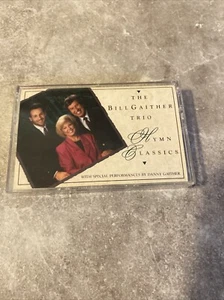 THE
BILL GAITHER
TRIO
HYMN
CLASSICS
WITH SPECIAL PERFORMANCES BY DANNY GAITHER